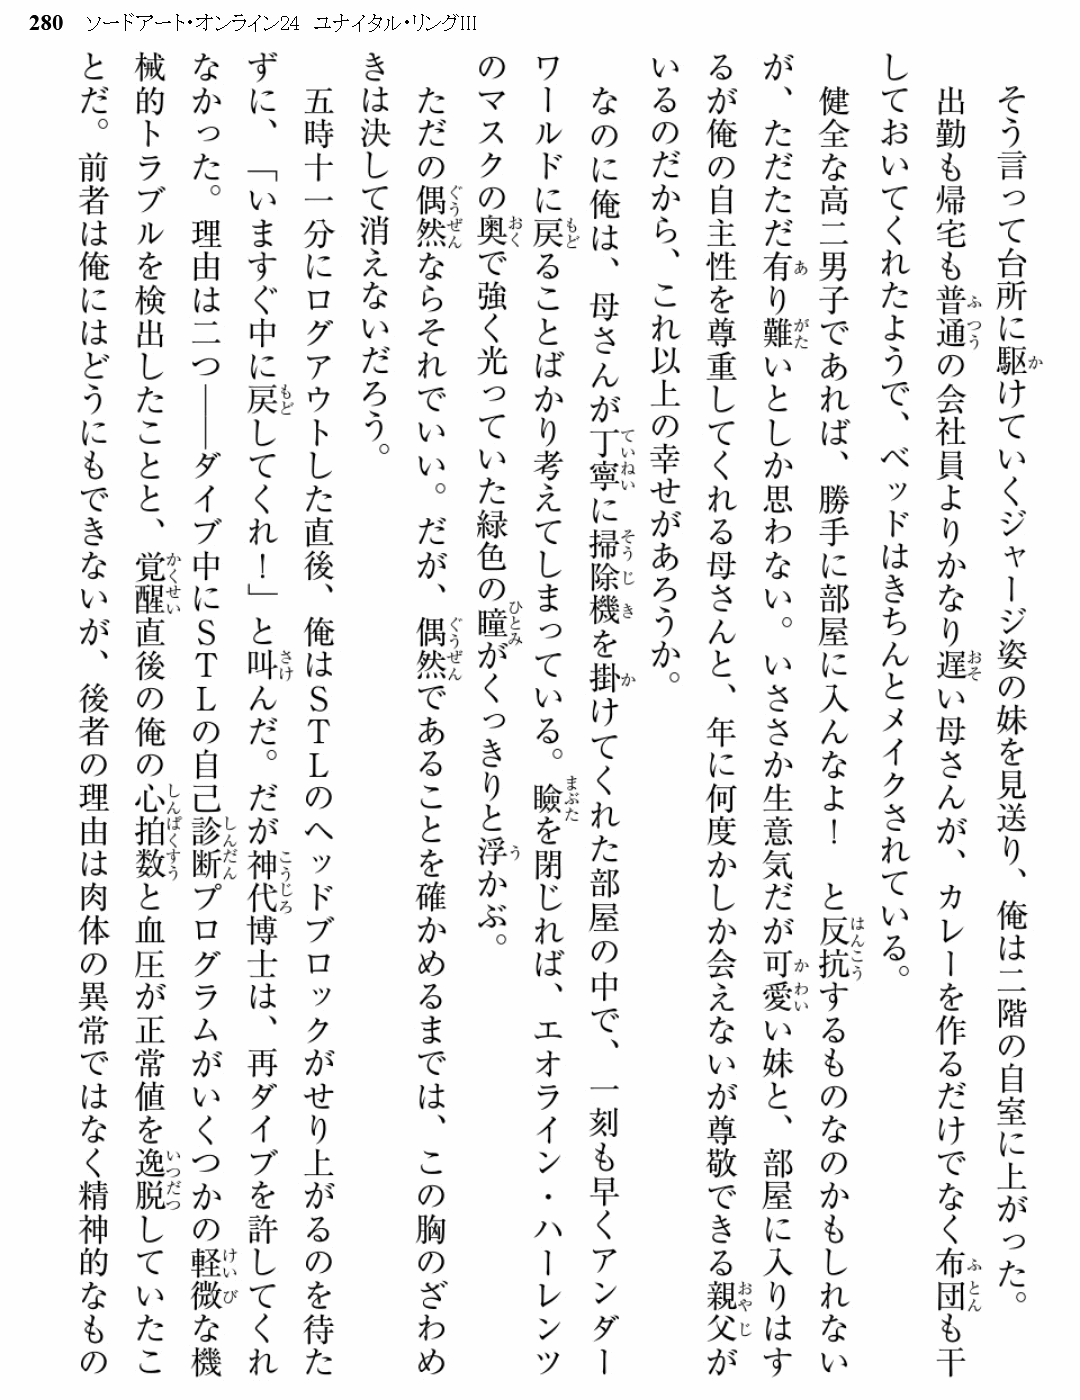 280 ソードアート・オンライン24 ユナイタル・リングIII
そう言って台所に駆けていくジャージ姿の妹を見送り、俺は二階の自室に上がった。
出勤も帰宅も普通の会社員よりかなり遅い母さんが、カレーを作るだけでなく布団も干
しておいてくれたようで、ベッドはきちんとメイクされている。
健全な高二男子であれば、勝手に部屋に入んなよ！　と反抗するものなのかもしれない
が、ただただ有り難いとしか思わない。いささか生意気だが可愛い妹と、部屋に入りはす
るが俺の自主性を尊重してくれる母さんと、年に何度かしか会えないが尊敬できる親父が
いるのだから、これ以上の幸せがあろうか。
なのに俺は、母さんが丁寧に掃除機を掛けてくれた部屋の中で、一刻も早くアンダー
ワールドに戻ることばかり考えてしまっている。瞼を閉じれば、エオライン・ハーレンツ
のマスクの奥で強く光っていた緑色の瞳がくっきりと浮かぶ。
ただの偶然ならそれでいい。だが、偶然であることを確かめるまでは、この胸のざわめ
きは決して消えないだろう。
五時十一分にログアウトした直後、俺はSTLのヘッドブロックがせり上がるのを待た
ずに、「いますぐ中に戻してくれ！」と叫んだ。だが神代博士は、再ダイブを許してくれ
なかった。理由は二つ――ダイブ中にSTLの自己診断プログラムがいくつかの軽微な機
械的トラブルを検出したことと、覚醒直後の俺の心拍数と血圧が正常値を逸脱していたこ
とだ。前者は俺にはどうにもできないが、後者の理由は肉体の異常ではなく精神的なもの